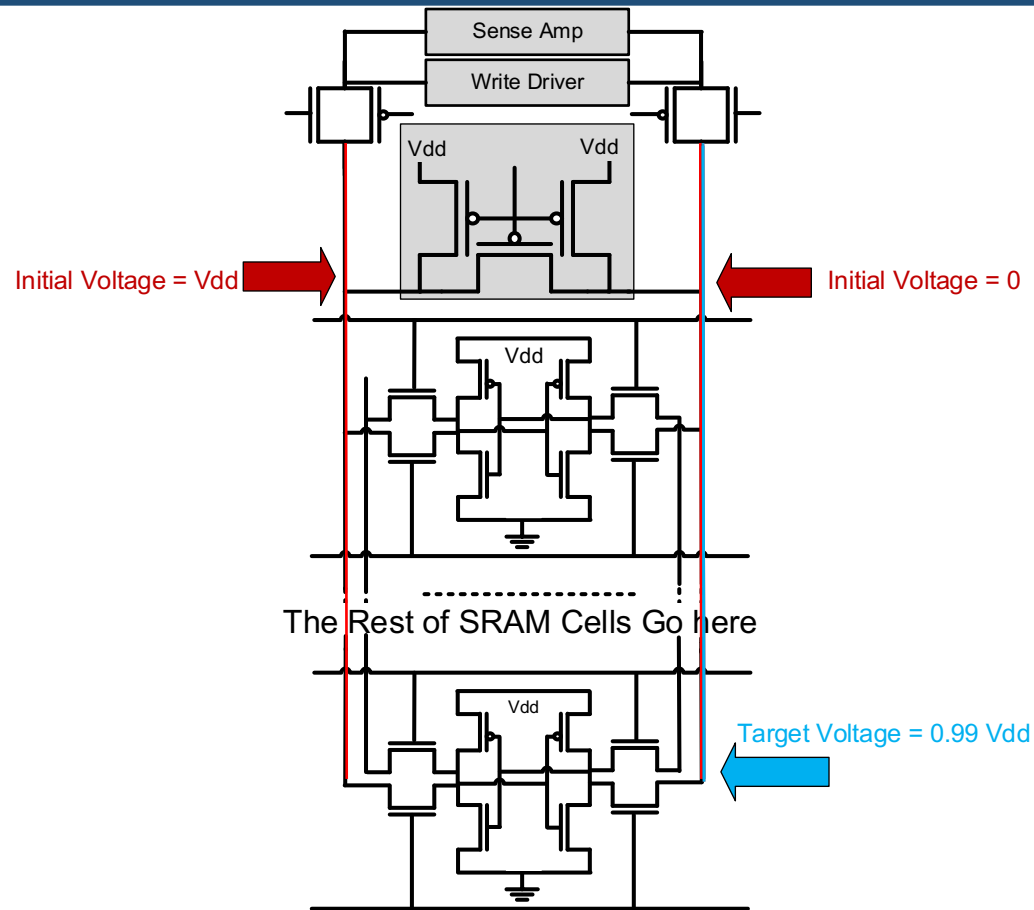 Sense Amp
Write Driver
Vdd
Vdd
Initial Voltage = Vdd
Initial Voltage = 0
Vdd
The Rest of SRAM Cells Go here
Vdd
Target Voltage = 0.99 Vdd